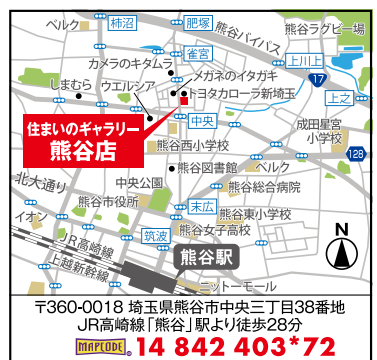 ベルク
柿沼
肥塚
熊谷バイパス
熊谷ラグビー場
雀宮
上川上
カメラのキタムラ
メガネのイタガキ
17
しまむら
ウエルシア
トヨタカローラ新埼玉
上之
住まいのギャラリー
熊谷店
中央
成田星宮
小学校
熊谷西小学校
128
熊谷図書館
ベルク
北大通り
中央公園
熊谷総合病院
熊谷市役所
末広
熊谷東小学校
イオン
筑波
熊谷女子高校
N
JR高崎線
上越新幹線
熊谷駅
ニットーモール
〒360-0018 埼玉県熊谷市中央三丁目38番地
JR高崎線「熊谷」駅より徒歩28分
MAPCODE 14 842 403*72